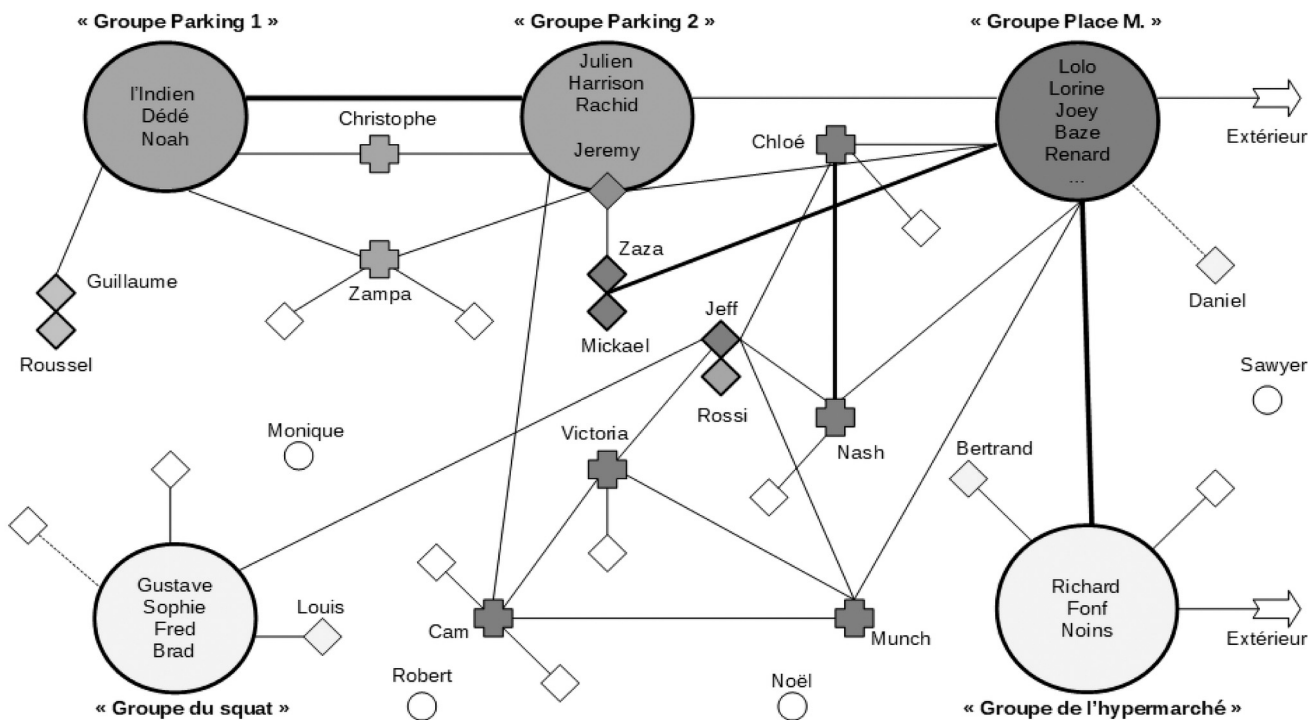 « Groupe Parking 1 »
« Groupe Parking 2 »
« Groupe Place M. »
l'Indien
Dédé
Noah
Christophe
Julien
Harrison
Rachid
Jeremy
Chloé
Lolo
Lorine
Joey
Baze
Renard
...
Extérieur
Guillaume
Roussel
Zampa
Zaza
Mickael
Jeff
Rossi
Daniel
Sawyer
Monique
Victoria
Nash
Bertrand
Gustave
Sophie
Fred
Brad
Louis
Cam
Munch
Richard
Fonf
Noins
Extérieur
Robert
Noël
« Groupe du squat »
« Groupe de l'hypermarché »